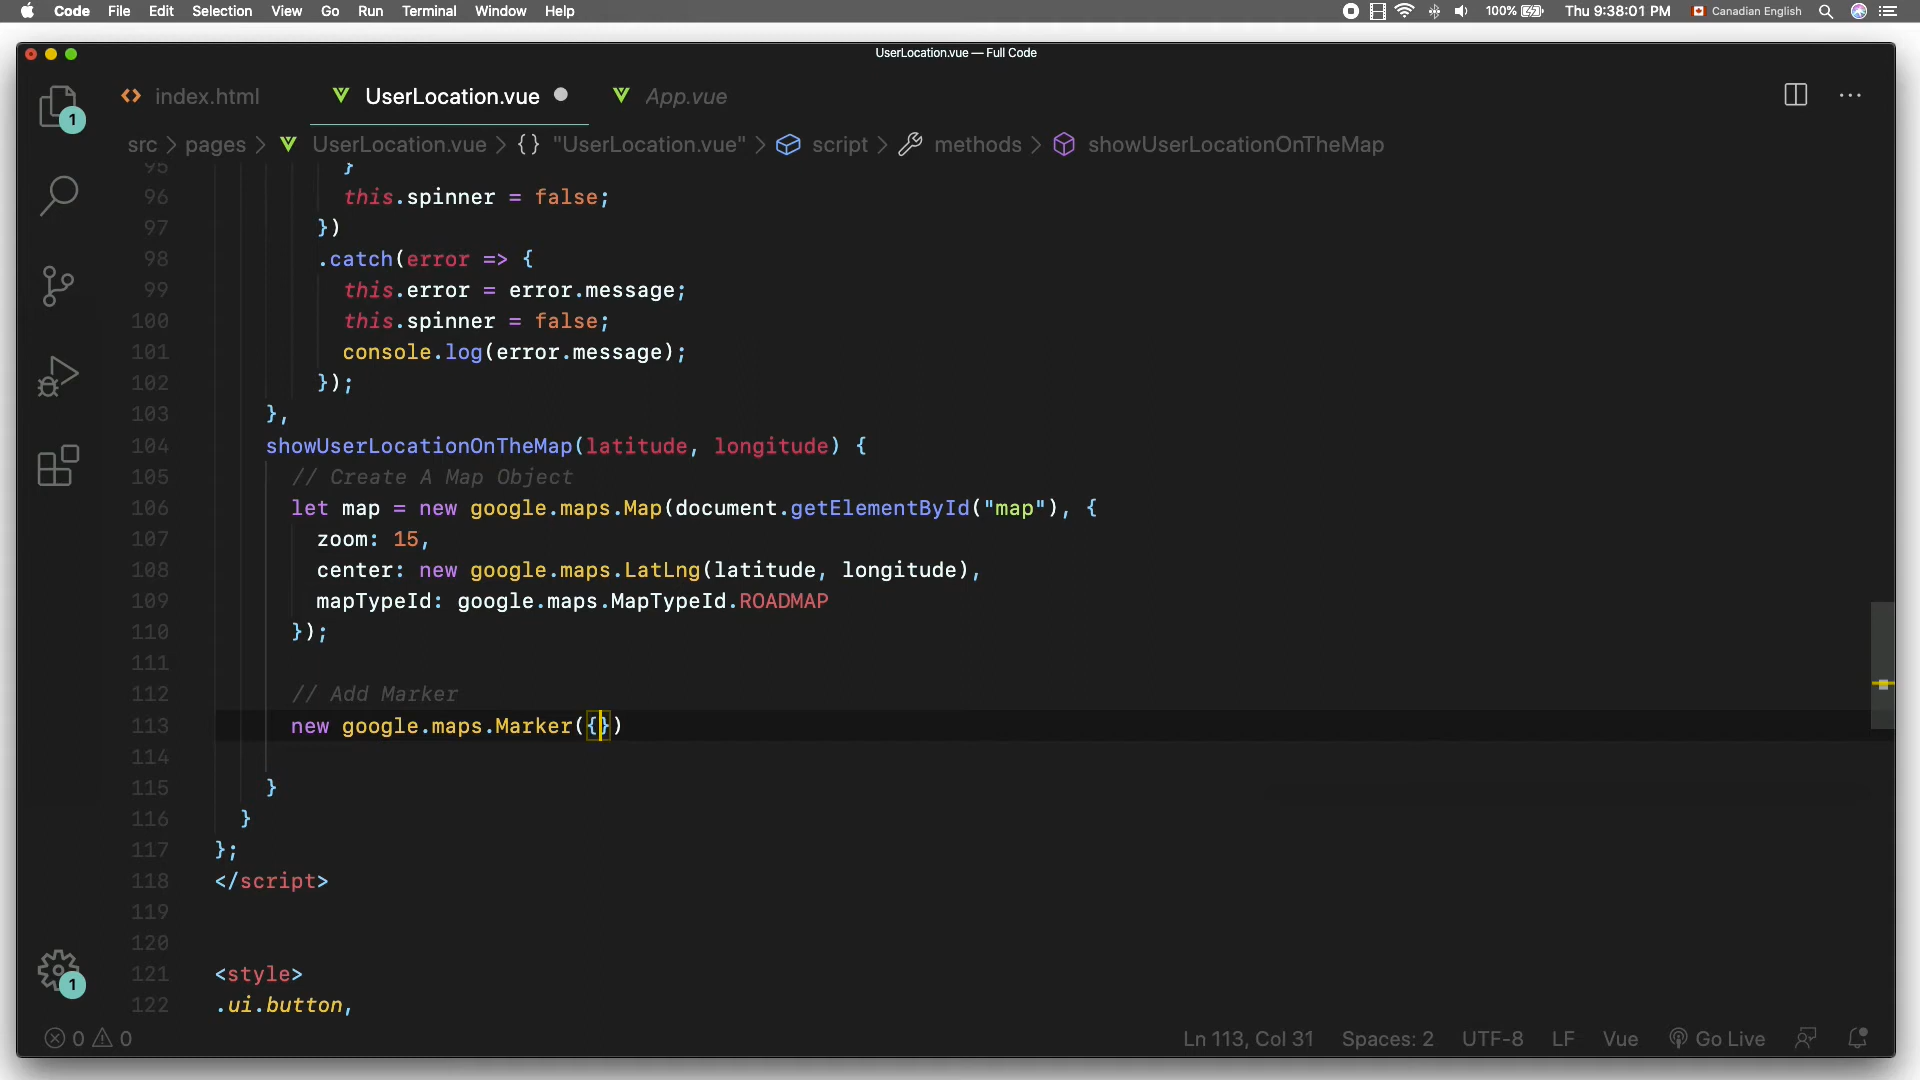 Code File Edit Selection View Go Run Terminal Window Help 100% Thu 9:38:01 PM Canadian English
UserLocation.vue — Full Code
index.html UserLocation.vue App.vue
1
src > pages > UserLocation.vue > {} "UserLocation.vue" > script > methods > showUserLocationOnTheMap
95 }
96 this.spinner = false;
97 })
98 .catch(error => {
99 this.error = error.message;
100 this.spinner = false;
101 console.log(error.message);
102 });
103 },
104 showUserLocationOnTheMap(latitude, longitude) {
105 // Create A Map Object
106 let map = new google.maps.Map(document.getElementById("map"), {
107 zoom: 15,
108 center: new google.maps.LatLng(latitude, longitude),
109 mapTypeId: google.maps.MapTypeId.ROADMAP
110 });
111
112 // Add Marker
113 new google.maps.Marker({})
114
115 }
116 }
117 };
118 </script>
119
120
121 <style>
122 .ui.button,
1
0 0 Ln 113, Col 31 Spaces: 2 UTF-8 LF Vue Go Live